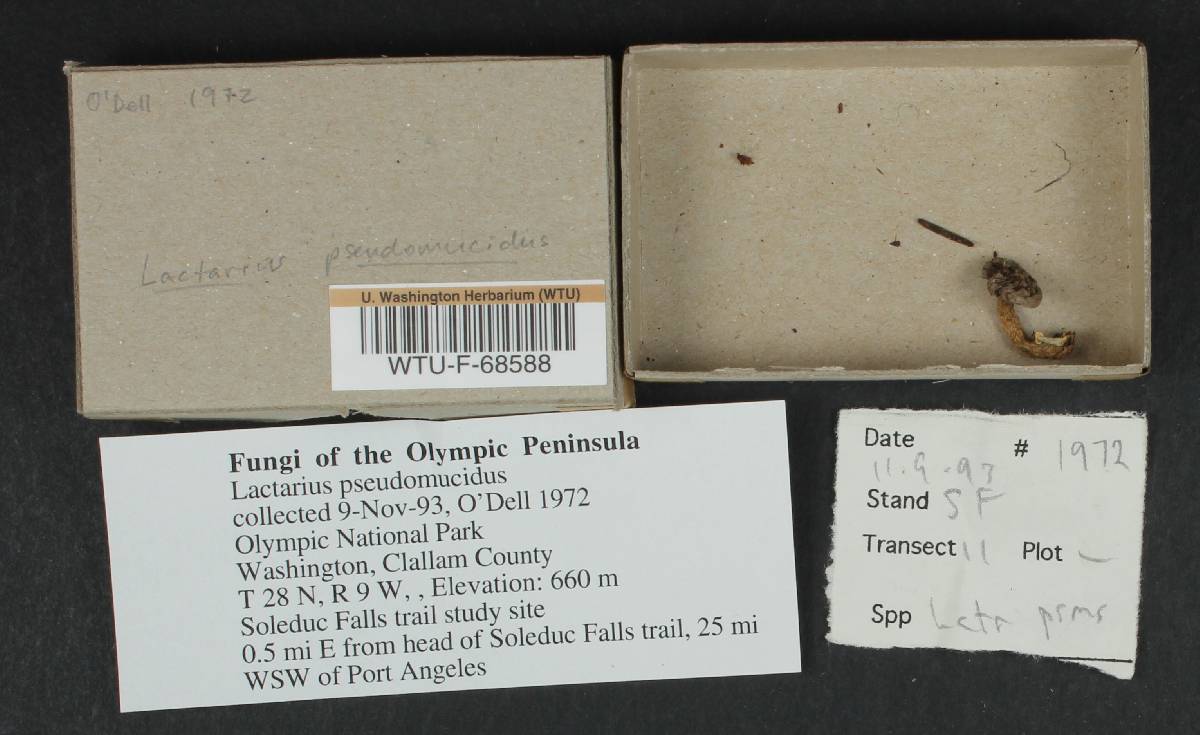 O'Dell 1972
Lactarius pseudomucidus
U. Washington Herbarium (WTU)
WTU-F-68588
Fungi of the Olympic Peninsula
Lactarius pseudomucidus
collected 9-Nov-93, O'Dell 1972
Olympic National Park
Washington, Clallam County
T 28 N, R 9 W, , Elevation: 660 m
Soleduc Falls trail study site
0.5 mi E from head of Soleduc Falls trail, 25 mi
WSW of Port Angeles
Date # 1972
11.9.93
Stand SF
Transect 11 Plot —
Spp Lctr psms